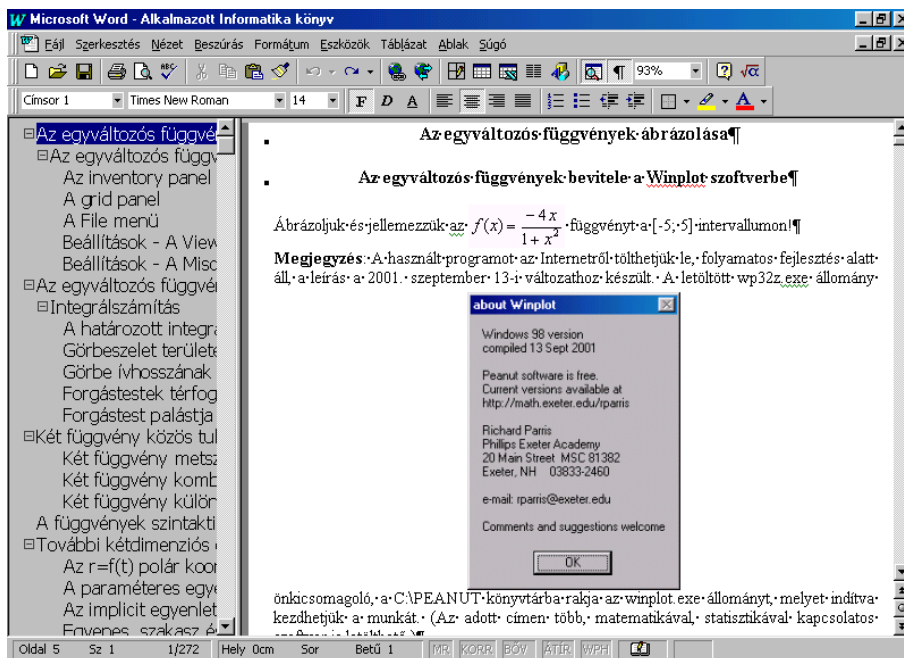 Microsoft Word - Alkalmazott Informatika könyv
Fájl Szerkesztés Nézet Beszúrás Formátum Eszközök Táblázat Ablak Súgó
93%
Címsor 1 Times New Roman 14 F D A
Az egyváltozós függvé
Az egyváltozós függv
Az inventory panel
A grid panel
A File menü
Beállítások - A View
Beállítások - A Misc
Az egyváltozós függvé
Integrálszámítás
A határozott integrá
Görbeszelet területe
Görbe ívhosszának
Forgástestek térfog
Forgástest palástja
Két függvény közös tul
Két függvény metsz
Két függvény komb
Két függvény külön
A függvények szintakti
További kétdimenziós
Az r=f(t) polár koor
A paraméteres egye
Az implicit egyenlet
Egyenes, szakasz é
Az·egyváltozós·függvények·ábrázolása¶
Az·egyváltozós·függvények·bevitele·a·Winplot·szoftverbe¶
Ábrázoljuk·és·jellemezzük·az· f(x) = −4x / 1 + x² ·függvényt·a·[-5;·5]·intervallumon!¶
Megjegyzés:·A·használt·programot·az·Internetről·tölthetjük·le,·folyamatos·fejlesztés·alatt·
áll,·a·leírás·a·2001.·szeptember·13-i·változathoz·készült.·A·letöltött·wp32z.exe·állomány·
about Winplot
Windows 98 version
compiled 13 Sept 2001
Peanut software is free.
Current versions available at
http://math.exeter.edu/rparris
Richard Parris
Phillips Exeter Academy
20 Main Street MSC 81382
Exeter, NH 03833-2460
e-mail: rparris@exeter.edu
Comments and suggestions welcome
OK
önkicsomagoló,·a·C:\PEANUT·könyvtárba·rakja·az·winplot.exe·állományt,·melyet·indítva·
kezdhetjük·a·munkát.·(Az·adott·címen·több,·matematikával,·statisztikával·kapcsolatos·
Oldal 5 Sz 1 1/272 Hely 0cm Sor Betű 1 MR KORR BŐV ÁTÍR WPH